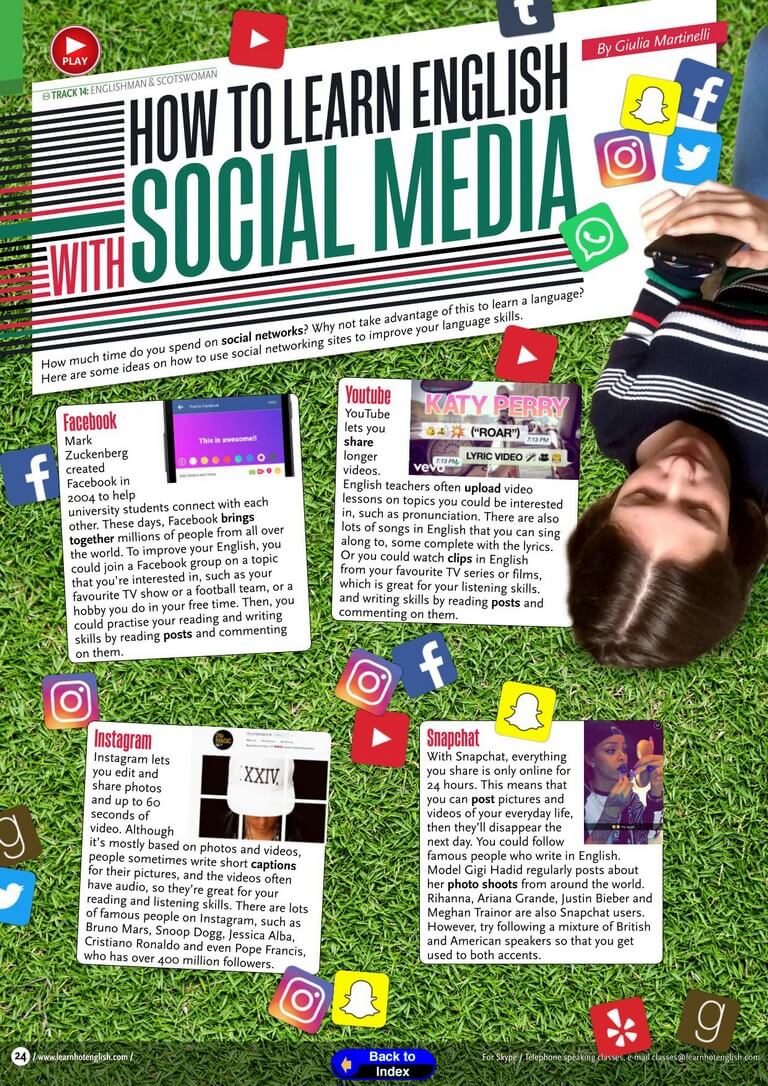 PLAY
TRACK 14: ENGLISHMAN & SCOTSWOMAN
By Giulia Martinelli
HOW TO LEARN ENGLISH
WITH SOCIAL MEDIA
How much time do you spend on social networks? Why not take advantage of this to learn a language?
Here are some ideas on how to use social networking sites to improve your language skills.
Facebook
Mark
Zuckenberg
created
Facebook in
2004 to help
university students connect with each
other. These days, Facebook brings
together millions of people from all over
the world. To improve your English, you
could join a Facebook group on a topic
that you're interested in, such as your
favourite TV show or a football team, or a
hobby you do in your free time. Then, you
could practise your reading and writing
skills by reading posts and commenting
on them.
This is awesome!!
Youtube
YouTube
lets you
share
longer
videos.
English teachers often upload video
lessons on topics you could be interested
in, such as pronunciation. There are also
lots of songs in English that you can sing
along to, some complete with the lyrics.
Or you could watch clips in English
from your favourite TV series or films,
which is great for your listening skills.
and writing skills by reading posts and
commenting on them.
KATY PERRY
("ROAR")
7:13 PM
7:13 PM
LYRIC VIDEO
vevo
Instagram
Instagram lets
you edit and
share photos
and up to 60
seconds of
video. Although
it's mostly based on photos and videos,
people sometimes write short captions
for their pictures, and the videos often
have audio, so they're great for your
reading and listening skills. There are lots
of famous people on Instagram, such as
Bruno Mars, Snoop Dogg, Jessica Alba,
Cristiano Ronaldo and even Pope Francis,
who has over 400 million followers.
XXIV
Snapchat
With Snapchat, everything
you share is only online for
24 hours. This means that
you can post pictures and
videos of your everyday life,
then they'll disappear the
next day. You could follow
famous people who write in English.
Model Gigi Hadid regularly posts about
her photo shoots from around the world.
Rihanna, Ariana Grande, Justin Bieber and
Meghan Trainor are also Snapchat users.
However, try following a mixture of British
and American speakers so that you get
used to both accents.
24 / www.learnhotenglish.com /
Back to
Index
For Skype / Telephone speaking classes, e-mail classes@learnhotenglish.com